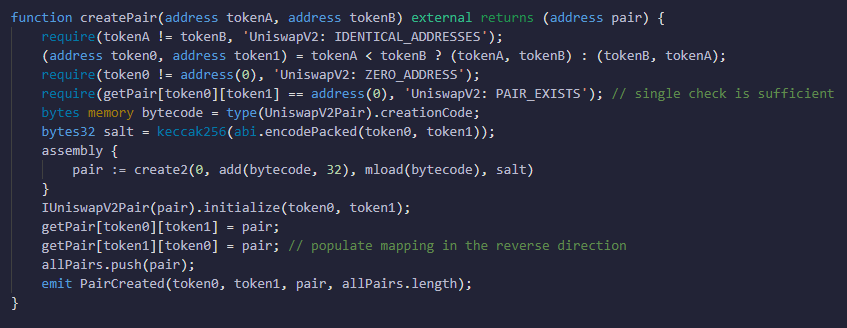 function createPair(address tokenA, address tokenB) external returns (address pair) {
    require(tokenA != tokenB, 'UniswapV2: IDENTICAL_ADDRESSES');
    (address token0, address token1) = tokenA < tokenB ? (tokenA, tokenB) : (tokenB, tokenA);
    require(token0 != address(0), 'UniswapV2: ZERO_ADDRESS');
    require(getPair[token0][token1] == address(0), 'UniswapV2: PAIR_EXISTS'); // single check is sufficient
    bytes memory bytecode = type(UniswapV2Pair).creationCode;
    bytes32 salt = keccak256(abi.encodePacked(token0, token1));
    assembly {
        pair := create2(0, add(bytecode, 32), mload(bytecode), salt)
    }
    IUniswapV2Pair(pair).initialize(token0, token1);
    getPair[token0][token1] = pair;
    getPair[token1][token0] = pair; // populate mapping in the reverse direction
    allPairs.push(pair);
    emit PairCreated(token0, token1, pair, allPairs.length);
}